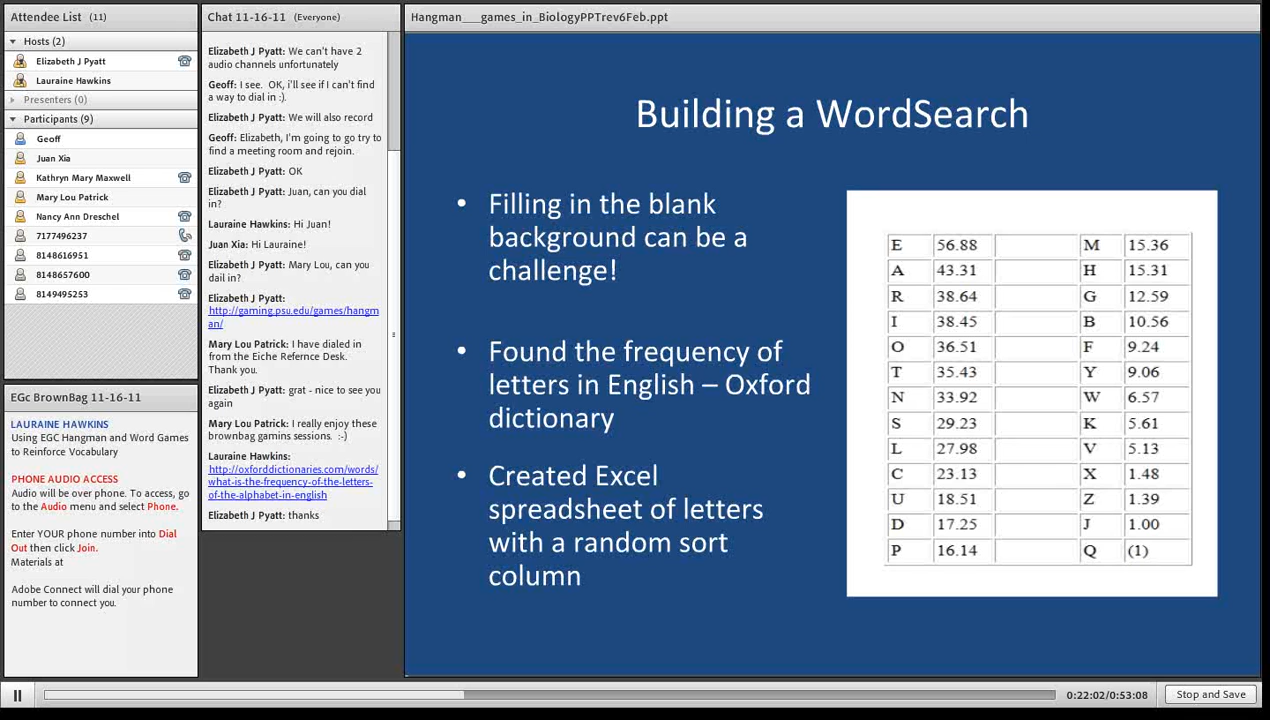 Attendee List (11)
Hosts (2)
Elizabeth J Pyatt
Lauraine Hawkins
Presenters (0)
Participants (9)
Geoff
Juan Xia
Kathryn Mary Maxwell
Mary Lou Patrick
Nancy Ann Dreschel
7177496237
8148616951
8148657600
8149495253
EGc BrownBag 11-16-11
LAURAINE HAWKINS
Using EGC Hangman and Word Games
to Reinforce Vocabulary
PHONE AUDIO ACCESS
Audio will be over phone. To access, go
to the Audio menu and select Phone.
Enter YOUR phone number into Dial
Out then click Join.
Materials at
Adobe Connect will dial your phone
number to connect you.
Chat 11-16-11 (Everyone)
Elizabeth J Pyatt: We can't have 2
audio channels unfortunately
Geoff: I see. OK, i'll see if I can't find
a way to dial in :).
Elizabeth J Pyatt: We will also record
Geoff: Elizabeth, I'm going to go try to
find a meeting room and rejoin.
Elizabeth J Pyatt: OK
Elizabeth J Pyatt: Juan, can you dial
in?
Lauraine Hawkins: Hi Juan!
Juan Xia: Hi Lauraine!
Elizabeth J Pyatt: Mary Lou, can you
dail in?
Elizabeth J Pyatt:
http://gaming.psu.edu/games/hangm
an/
Mary Lou Patrick: I have dialed in
from the Eiche Refernce Desk.
Thank you.
Elizabeth J Pyatt: grat - nice to see you
again
Mary Lou Patrick: I really enjoy these
brownbag gamins sessions. :-)
Lauraine Hawkins:
http://oxforddictionaries.com/words/
what-is-the-frequency-of-the-letters-
of-the-alphabet-in-english
Elizabeth J Pyatt: thanks
Hangman___games_in_BiologyPPTrev6Feb.ppt
Building a WordSearch
• Filling in the blank
background can be a
challenge!
• Found the frequency of
letters in English – Oxford
dictionary
• Created Excel
spreadsheet of letters
with a random sort
column
E 56.88 M 15.36
A 43.31 H 15.31
R 38.64 G 12.59
I 38.45 B 10.56
O 36.51 F 9.24
T 35.43 Y 9.06
N 33.92 W 6.57
S 29.23 K 5.61
L 27.98 V 5.13
C 23.13 X 1.48
U 18.51 Z 1.39
D 17.25 J 1.00
P 16.14 Q (1)
0:22:02/0:53:08
Stop and Save